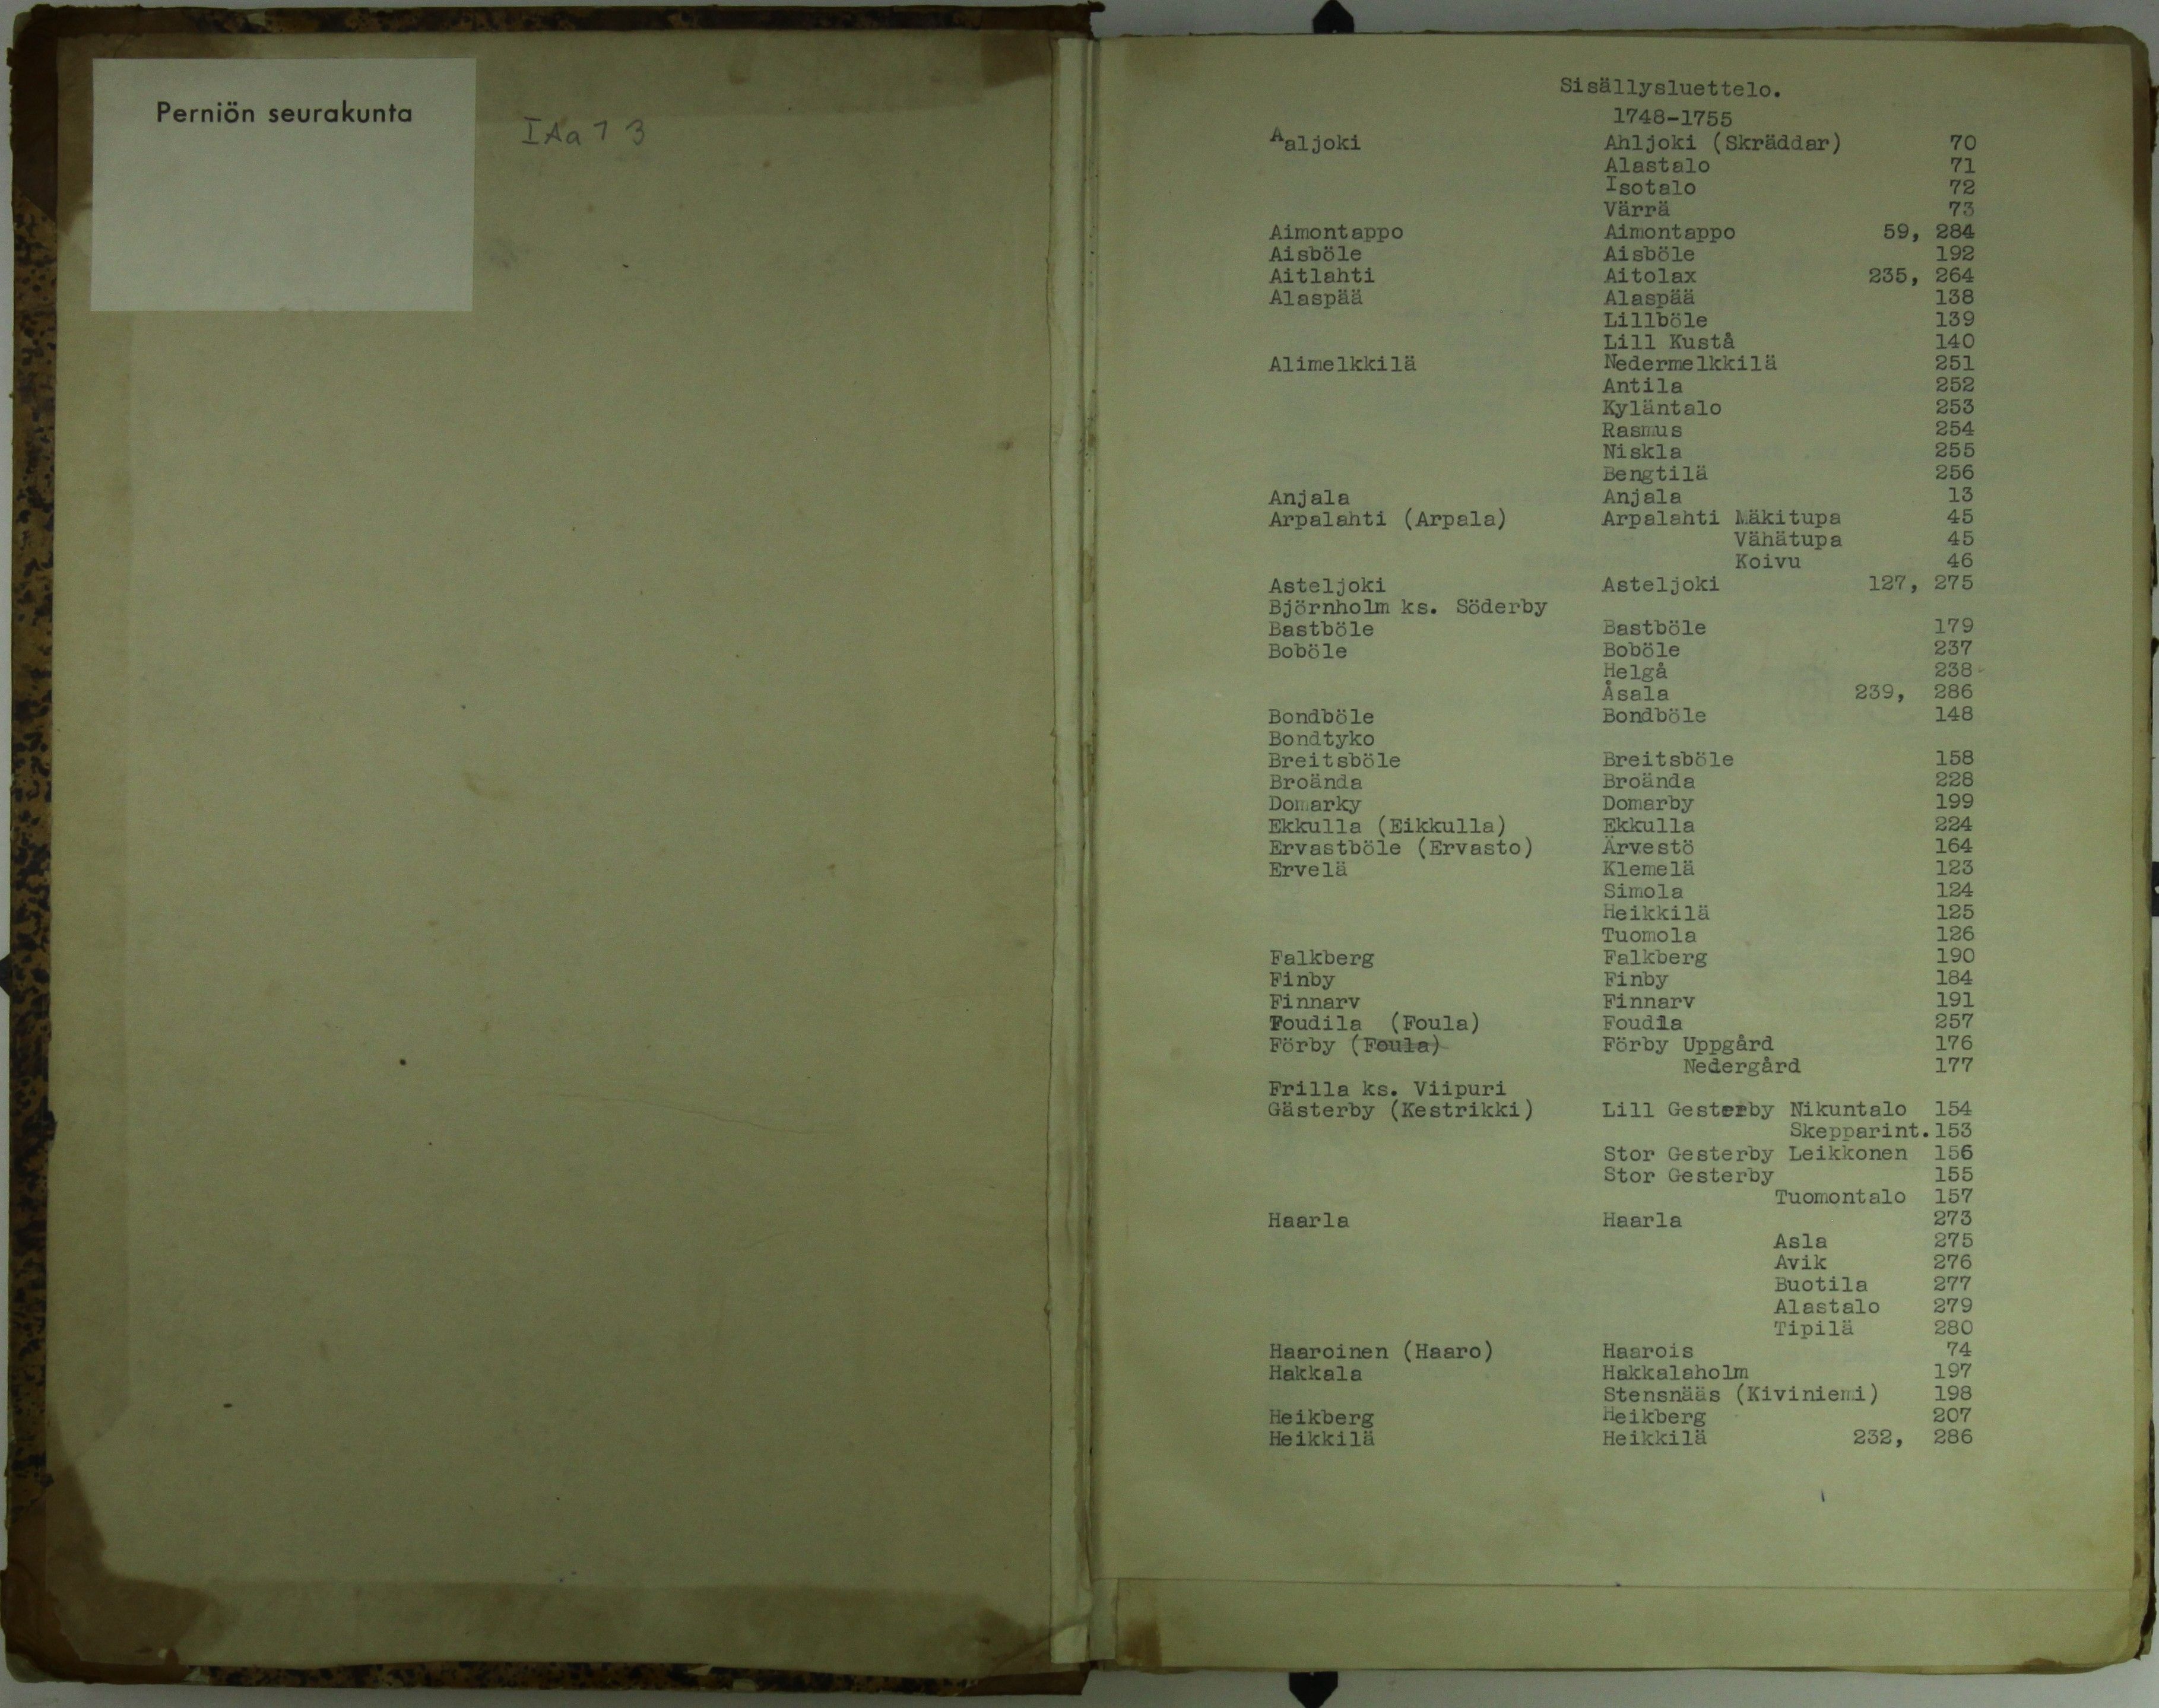 Perniön seurakunta
IAa1 3
Sisällysluettelo.
1748-1755
Aaljoki Ahljoki (Skräddar) 70
Alastalo 71
Isotalo 72
Värrä 73
Aimontappo Aimontappo 59, 284
Aisböle Aisböle 192
Aitlahti Aitolax 235, 264
Alaspää Alaspää 138
Lillböle 139
Lill Kustå 140
Alimelkkilä Nedermelkkilä 251
Antila 252
Kyläntalo 253
Rasmus 254
Niskla 255
Bengtilä 256
Anjala Anjala 13
Arpalahti (Arpala) Arpalahti Mäkitupa 45
Vähätupa 45
Koivu 46
Asteljoki Asteljoki 127, 275
Björnholm ks. Söderby
Bastböle Bastböle 179
Boböle Boböle 237
Helgå 238
Åsala 239, 286
Bondböle Bondböle 148
Bondtyko
Breitsböle Breitsböle 158
Broända Broända 228
Domarky Domarby 199
Ekkulla (Eikkulla) Ekkulla 224
Ervastböle (Ervasto) Ärvestö 164
Ervelä Klemelä 123
Simola 124
Heikkilä 125
Tuomola 126
Falkberg Falkberg 190
Finby Finby 184
Finnarv Finnarv 191
Foudila (Foula) Foudila 257
Förby (Foula) Förby Uppgård 176
Nedergård 177
Frilla ks. Viipuri
Gästerby (Kestrikki) Lill Gesterby Nikuntalo 154
Skepparint. 153
Stor Gesterby Leikkonen 156
Stor Gesterby 155
Tuomontalo 157
Haarla Haarla 273
Asla 275
Avik 276
Buotila 277
Alastalo 279
Tipilä 280
Haaroinen (Haaro) Haarois 74
Hakkala Hakkalaholm 197
Stensnääs (Kiviniemi) 198
Heikberg Heikberg 207
Heikkilä Heikkilä 232, 286